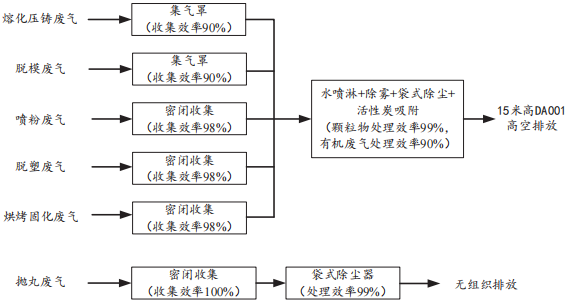 熔化压铸废气
集气罩
(收集效率90%)
脱模废气
集气罩
(收集效率90%)
喷粉废气
密闭收集
(收集效率98%)
脱塑废气
密闭收集
(收集效率98%)
烘烤固化废气
密闭收集
(收集效率98%)
水喷淋+除雾+袋式除尘+
活性炭吸附
(颗粒物处理效率99%,
有机废气处理效率90%)
15米高DA001
高空排放
抛丸废气
密闭收集
(收集效率100%)
袋式除尘器
(处理效率99%)
无组织排放